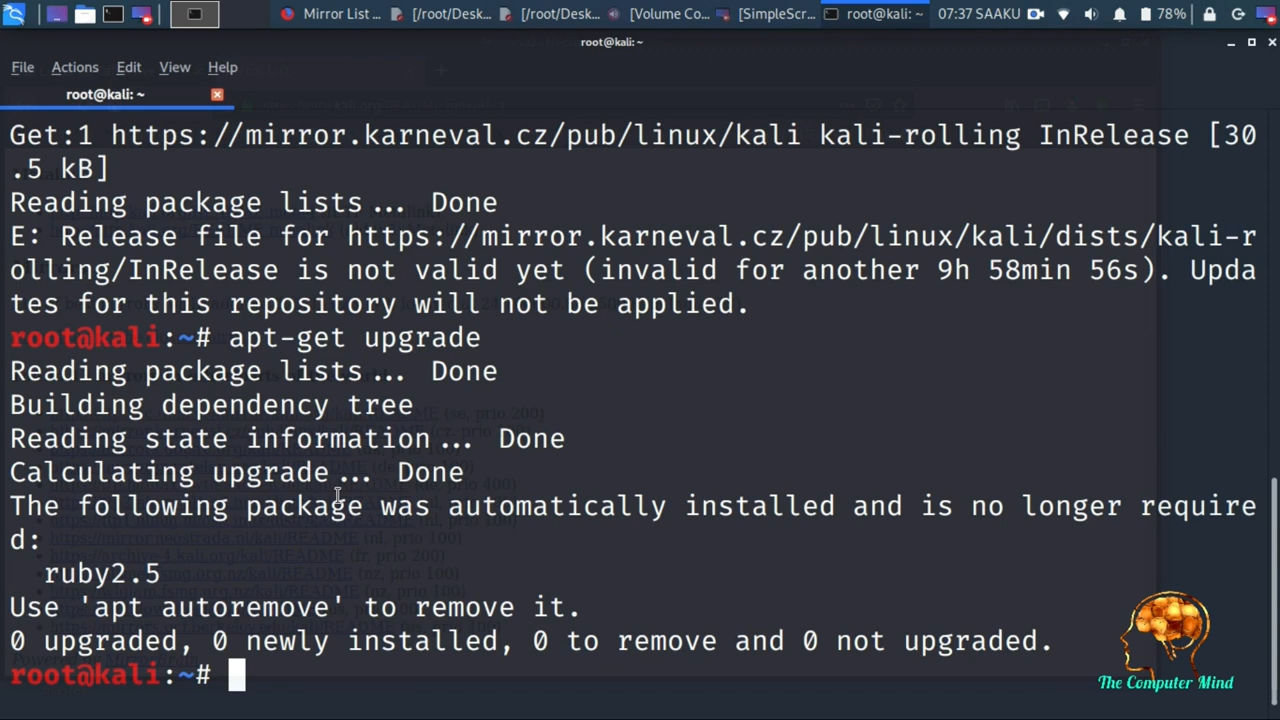 Mirror List ...
[/root/Desk...
[/root/Desk...
[Volume Co...
[SimpleScr...
root@kali: ~
07:37 SAAKU
78%
root@kali: ~
File Actions Edit View Help
root@kali: ~
Get:1 https://mirror.karneval.cz/pub/linux/kali kali-rolling InRelease [30
.5 kB]
Reading package lists... Done
E: Release file for https://mirror.karneval.cz/pub/linux/kali/dists/kali-r
olling/InRelease is not valid yet (invalid for another 9h 58min 56s). Upda
tes for this repository will not be applied.
root@kali:~# apt-get upgrade
Reading package lists... Done
Building dependency tree
Reading state information... Done
Calculating upgrade... Done
The following package was automatically installed and is no longer require
d:
ruby2.5
Use 'apt autoremove' to remove it.
0 upgraded, 0 newly installed, 0 to remove and 0 not upgraded.
root@kali:~#
The Computer Mind